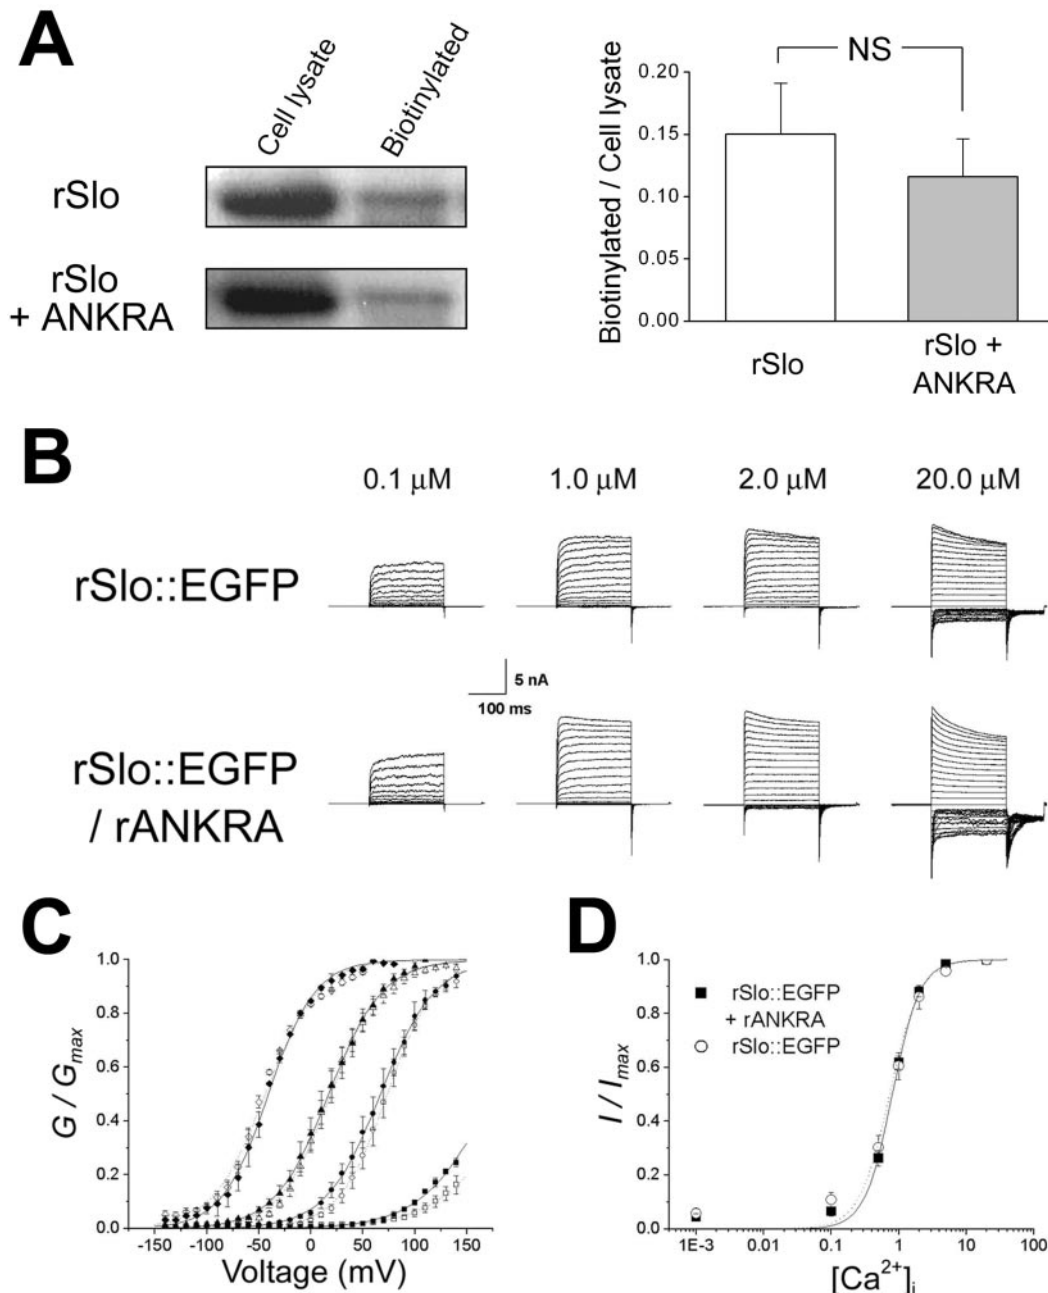 A
Cell lysate
Biotinylated
rSlo
rSlo
+ ANKRA
Biotinylated / Cell lysate
NS
0.20
0.15
0.10
0.05
0.00
rSlo
rSlo +
ANKRA
B
0.1 µM
1.0 µM
2.0 µM
20.0 µM
rSlo::EGFP
5 nA
100 ms
rSlo::EGFP
/ rANKRA
C
G / Gmax
1.0
0.8
0.6
0.4
0.2
0.0
-150
-100
-50
0
50
100
150
Voltage (mV)
D
I / Imax
1.0
0.8
0.6
0.4
0.2
0.0
rSlo::EGFP
+ rANKRA
rSlo::EGFP
1E-3
0.01
0.1
1
10
100
[Ca2+]i